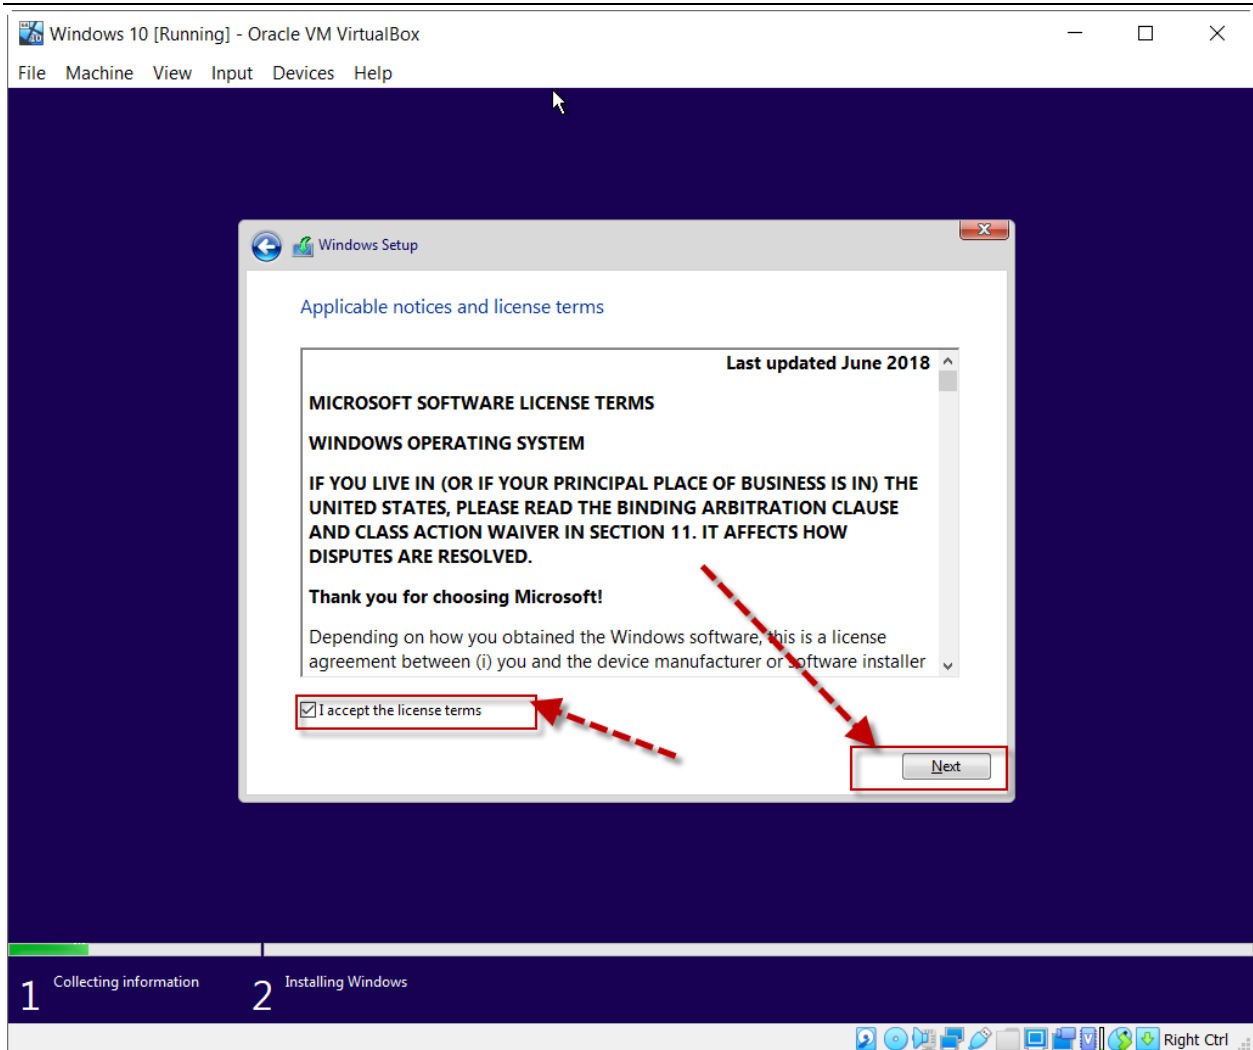 Windows 10 [Running] - Oracle VM VirtualBox
File Machine View Input Devices Help
Windows Setup
Applicable notices and license terms
Last updated June 2018
MICROSOFT SOFTWARE LICENSE TERMS
WINDOWS OPERATING SYSTEM
IF YOU LIVE IN (OR IF YOUR PRINCIPAL PLACE OF BUSINESS IS IN) THE
UNITED STATES, PLEASE READ THE BINDING ARBITRATION CLAUSE
AND CLASS ACTION WAIVER IN SECTION 11. IT AFFECTS HOW
DISPUTES ARE RESOLVED.
Thank you for choosing Microsoft!
Depending on how you obtained the Windows software, this is a license
agreement between (i) you and the device manufacturer or software installer
I accept the license terms
Next
1 Collecting information 2 Installing Windows
Right Ctrl